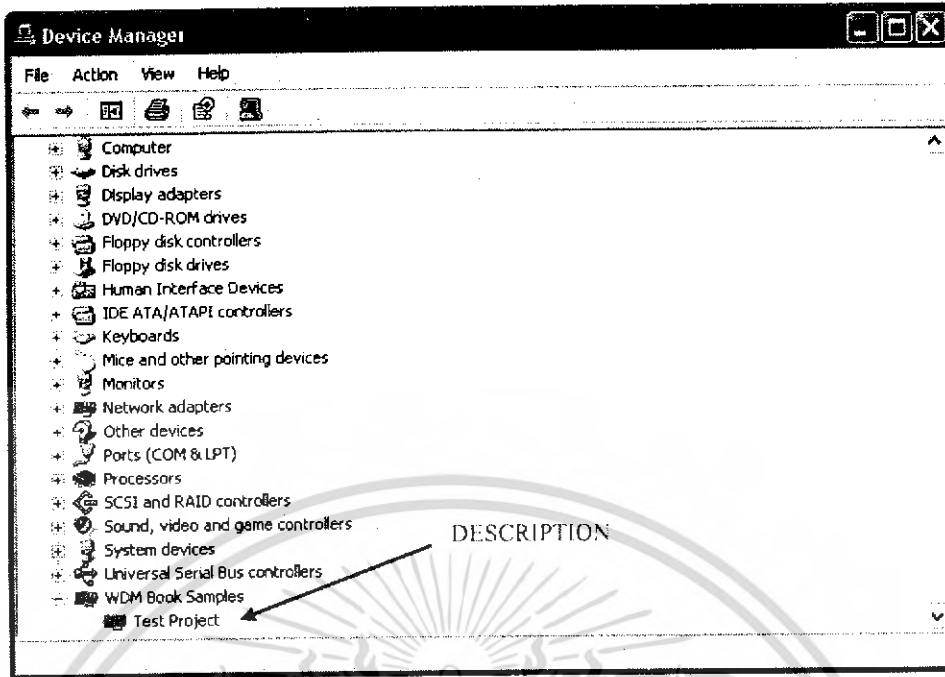 Device Manager
File Action View Help
Computer
Disk drives
Display adapters
DVD/CD-ROM drives
Floppy disk controllers
Floppy disk drives
Human Interface Devices
IDE ATA/ATAPI controllers
Keyboards
Mice and other pointing devices
Monitors
Network adapters
Other devices
Ports (COM & LPT)
Processors
SCSI and RAID controllers
Sound, video and game controllers
DESCRIPTION
System devices
Universal Serial Bus controllers
WDM Book Samples
Test Project